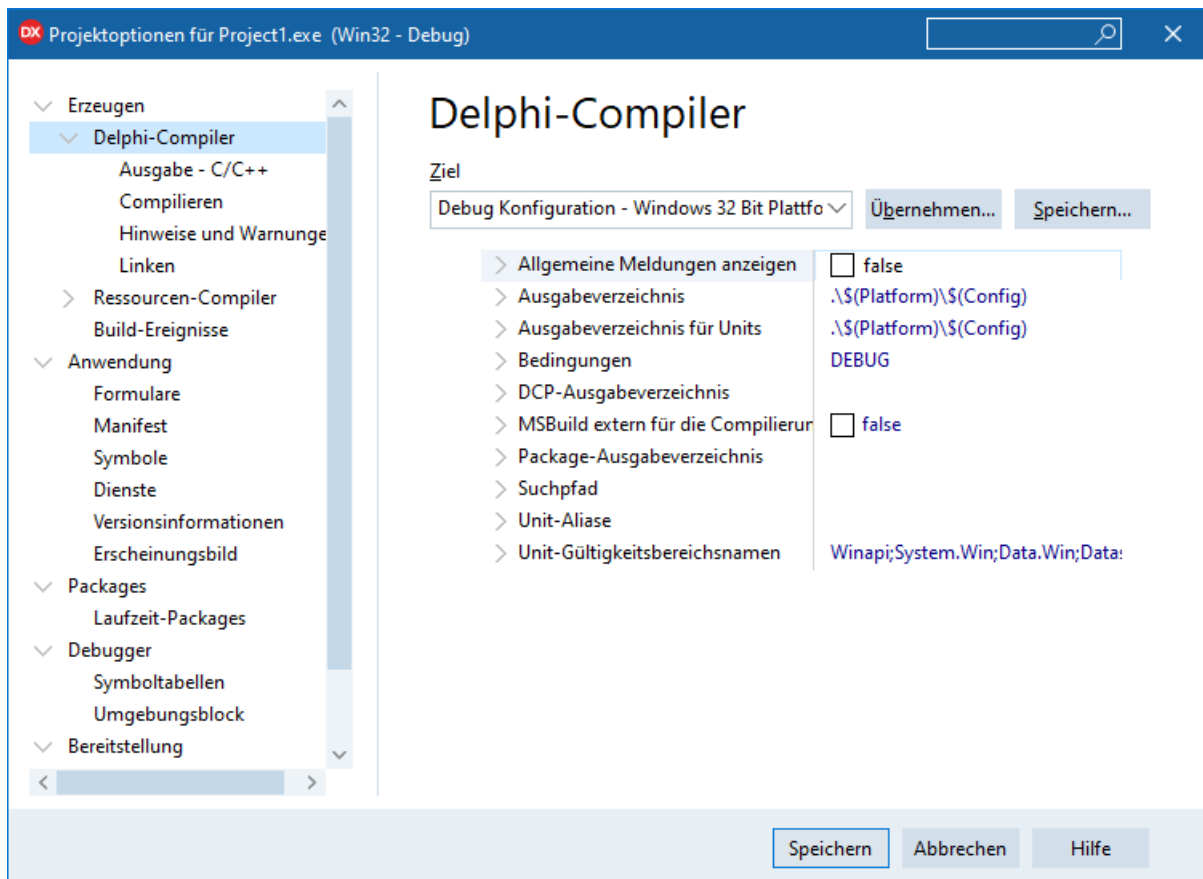 DX Projektoptionen für Project1.exe (Win32 - Debug)
Erzeugen
Delphi-Compiler
Ausgabe - C/C++
Compilieren
Hinweise und Warnunge
Linken
Ressourcen-Compiler
Build-Ereignisse
Anwendung
Formulare
Manifest
Symbole
Dienste
Versionsinformationen
Erscheinungsbild
Packages
Laufzeit-Packages
Debugger
Symboltabellen
Umgebungsblock
Bereitstellung
Delphi-Compiler
Ziel
Debug Konfiguration - Windows 32 Bit Plattfo Übernehmen... Speichern...
Allgemeine Meldungen anzeigen false
Ausgabeverzeichnis .\$(Platform)\$(Config)
Ausgabeverzeichnis für Units .\$(Platform)\$(Config)
Bedingungen DEBUG
DCP-Ausgabeverzeichnis
MSBuild extern für die Compilierun false
Package-Ausgabeverzeichnis
Suchpfad
Unit-Aliase
Unit-Gültigkeitsbereichsnamen Winapi;System.Win;Data.Win;Datas
Speichern Abbrechen Hilfe